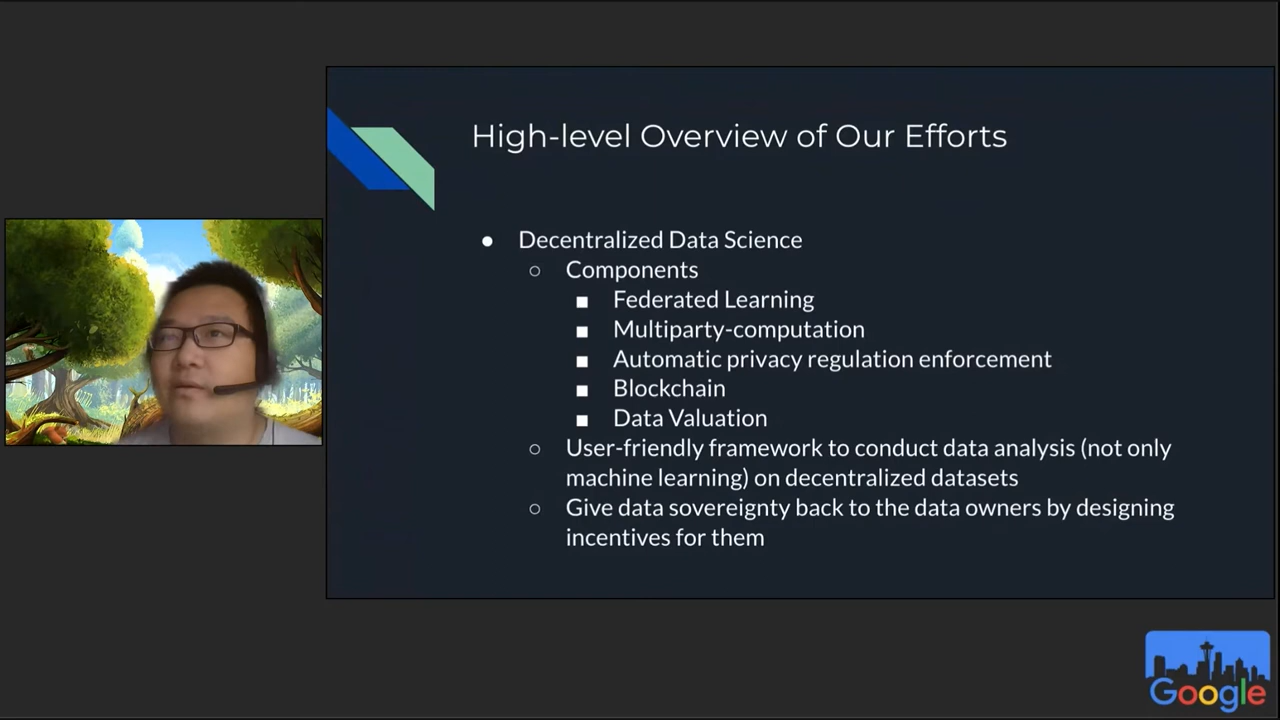 High-level Overview of Our Efforts
● Decentralized Data Science
○ Components
■ Federated Learning
■ Multiparty-computation
■ Automatic privacy regulation enforcement
■ Blockchain
■ Data Valuation
○ User-friendly framework to conduct data analysis (not only
machine learning) on decentralized datasets
○ Give data sovereignty back to the data owners by designing
incentives for them
Google